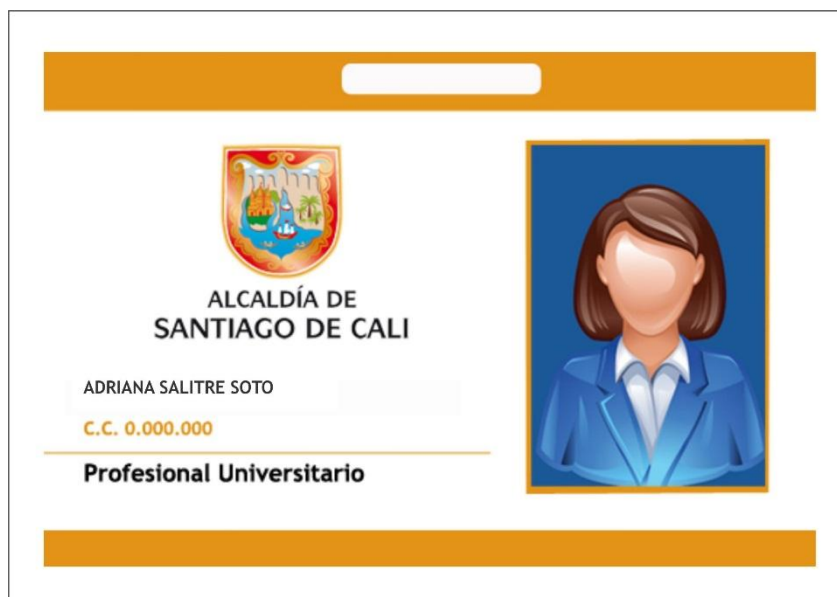 ALCALDÍA DE
SANTIAGO DE CALI
ADRIANA SALITRE SOTO
C.C. 0.000.000
Profesional Universitario